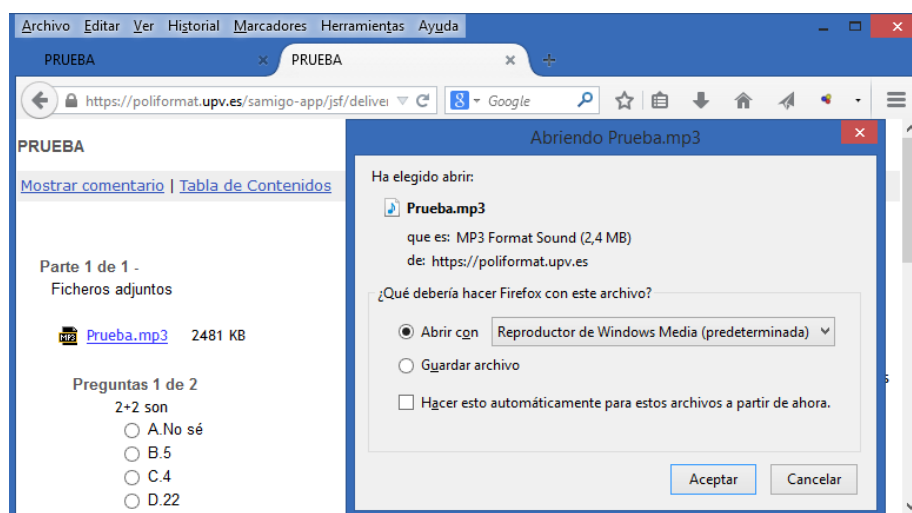 Archivo Editar Ver Historial Marcadores Herramientas Ayuda
PRUEBA
PRUEBA
https://poliformat.upv.es/samigo-app/jsf/deliver
Google
PRUEBA
Mostrar comentario | Tabla de Contenidos
Parte 1 de 1 -
Ficheros adjuntos
Prueba.mp3 2481 KB
Preguntas 1 de 2
2+2 son
A.No sé
B.5
C.4
D.22
Abriendo Prueba.mp3
Ha elegido abrir:
Prueba.mp3
que es: MP3 Format Sound (2,4 MB)
de: https://poliformat.upv.es
¿Qué debería hacer Firefox con este archivo?
Abrir con Reproductor de Windows Media (predeterminada)
Guardar archivo
Hacer esto automáticamente para estos archivos a partir de ahora.
Aceptar Cancelar